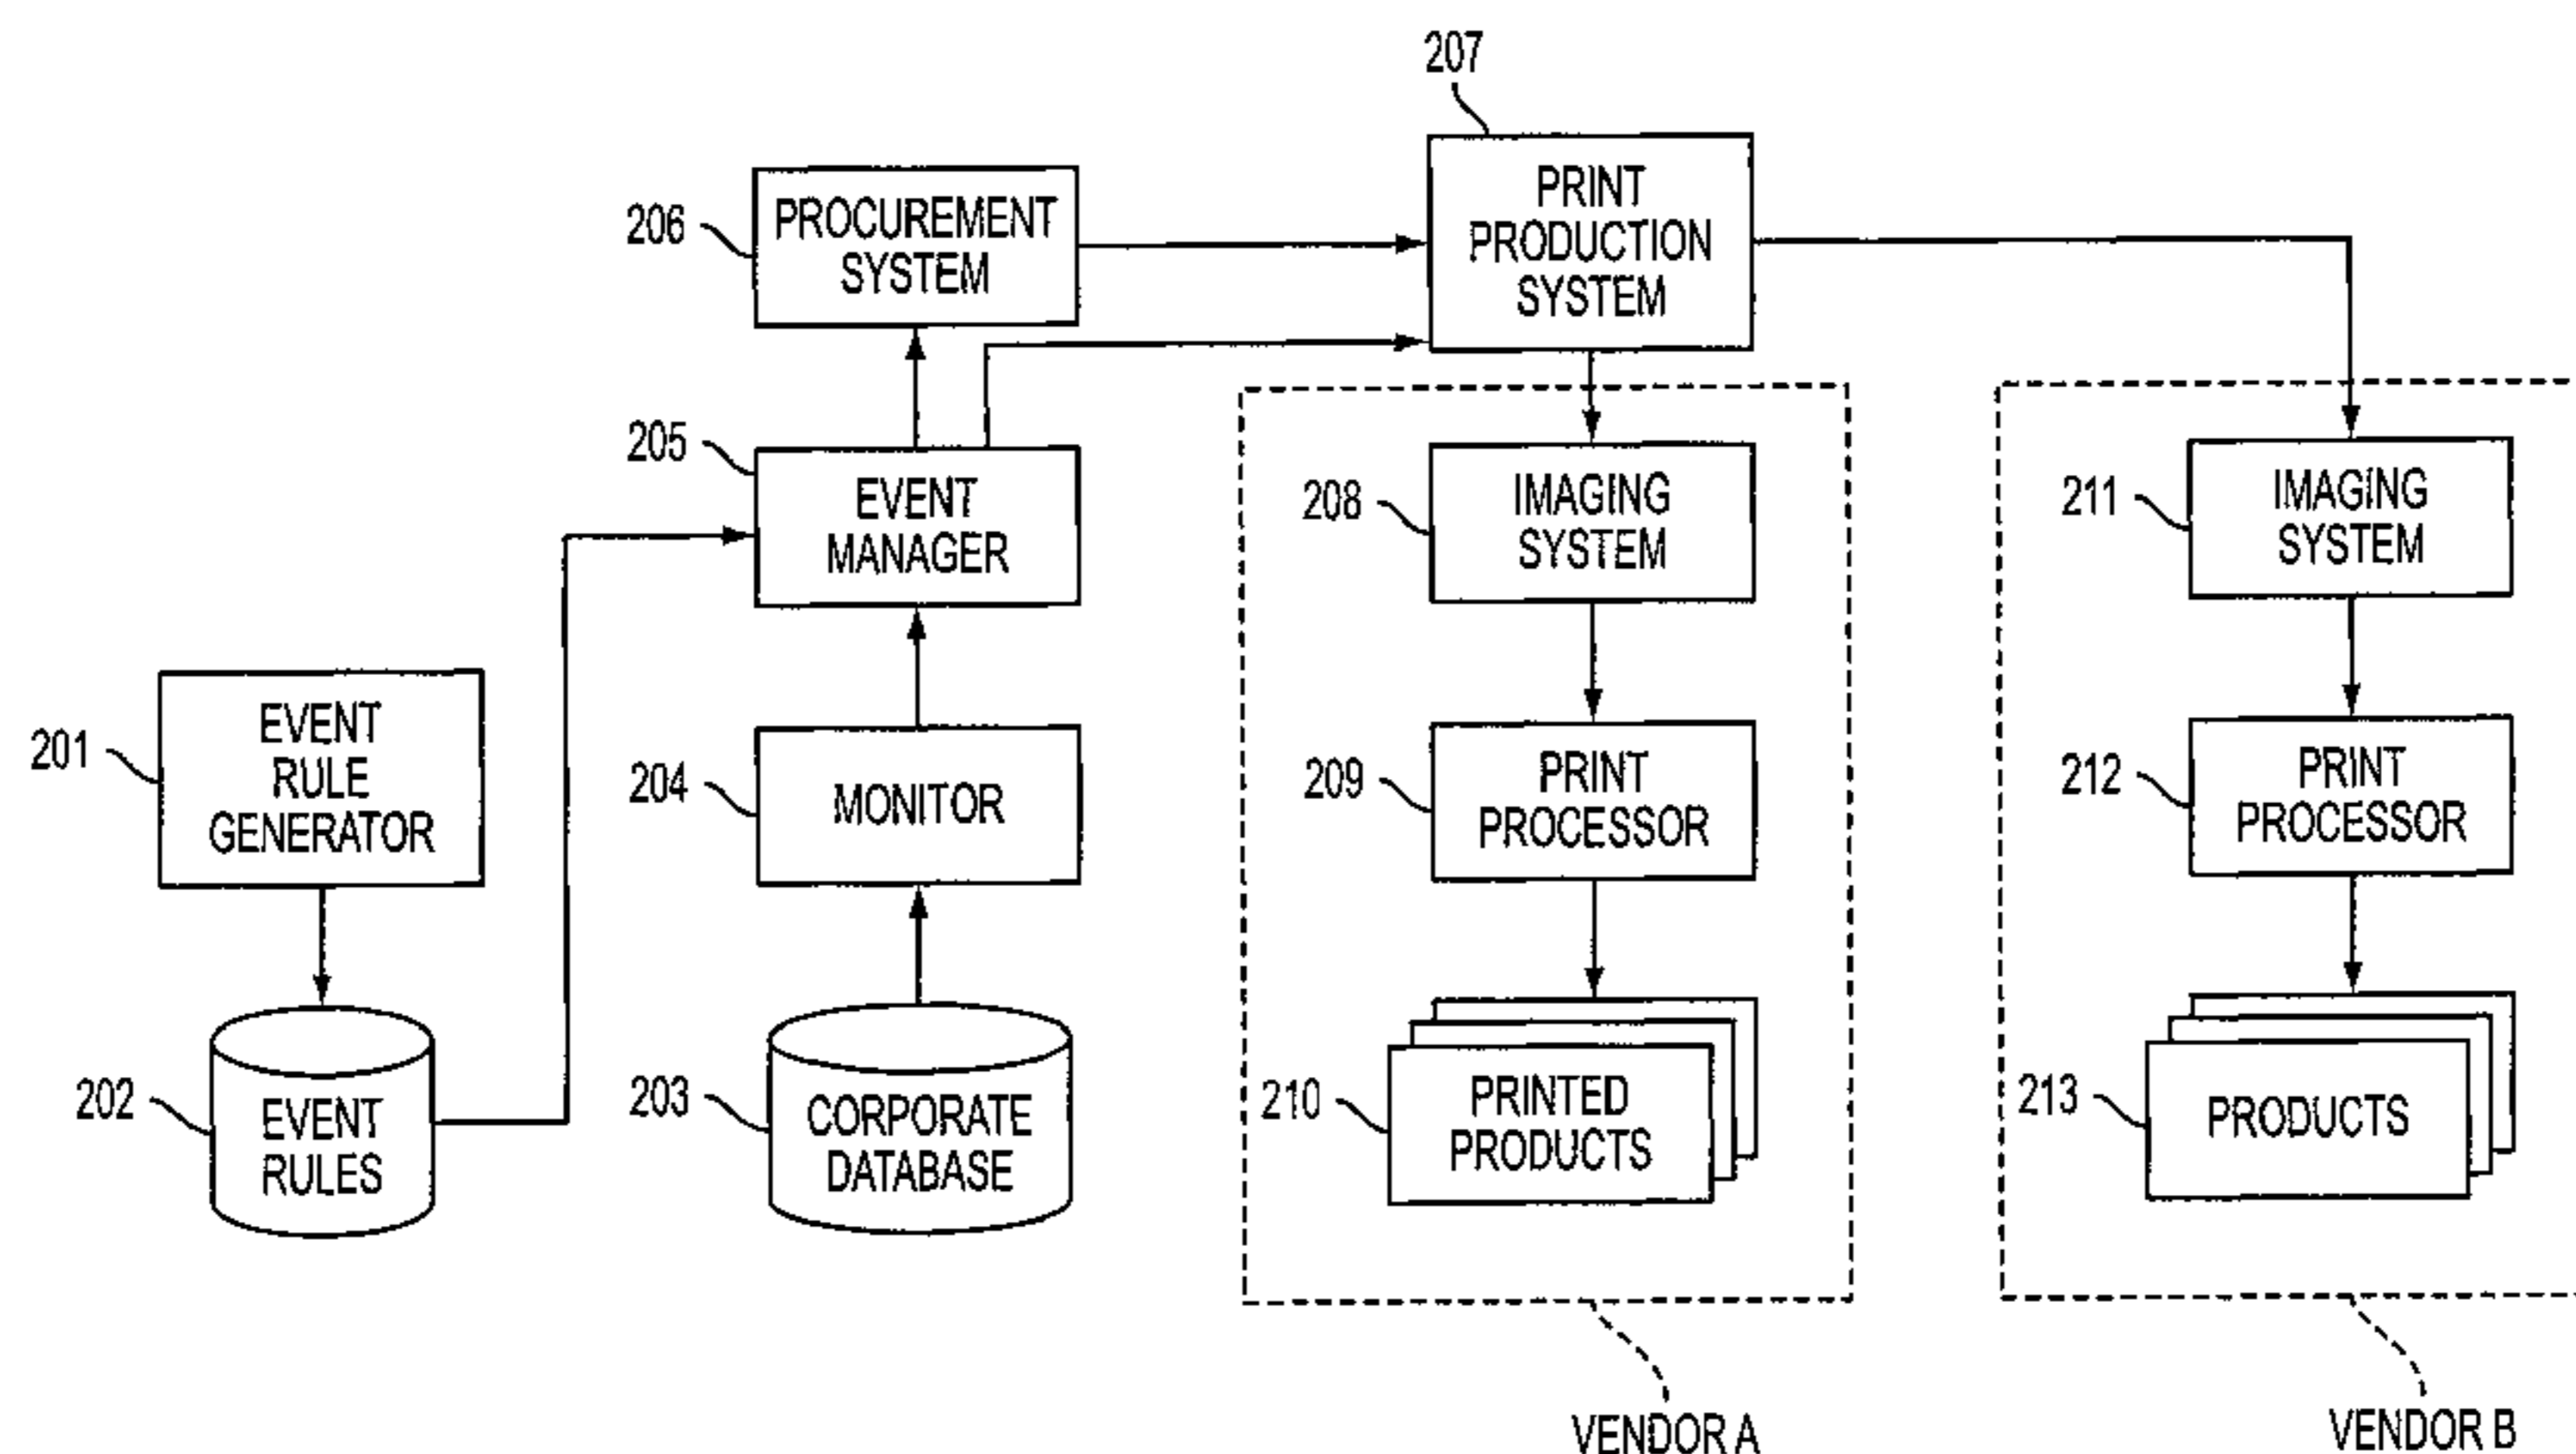 207
206
PROCUREMENT
SYSTEM
PRINT
PRODUCTION
SYSTEM
205
EVENT
MANAGER
208
IMAGING
SYSTEM
211
IMAGING
SYSTEM
201
EVENT
RULE
GENERATOR
204
MONITOR
209
PRINT
PROCESSOR
212
PRINT
PROCESSOR
202
EVENT
RULES
203
CORPORATE
DATABASE
210
PRINTED
PRODUCTS
213
PRODUCTS
VENDOR A
VENDOR B